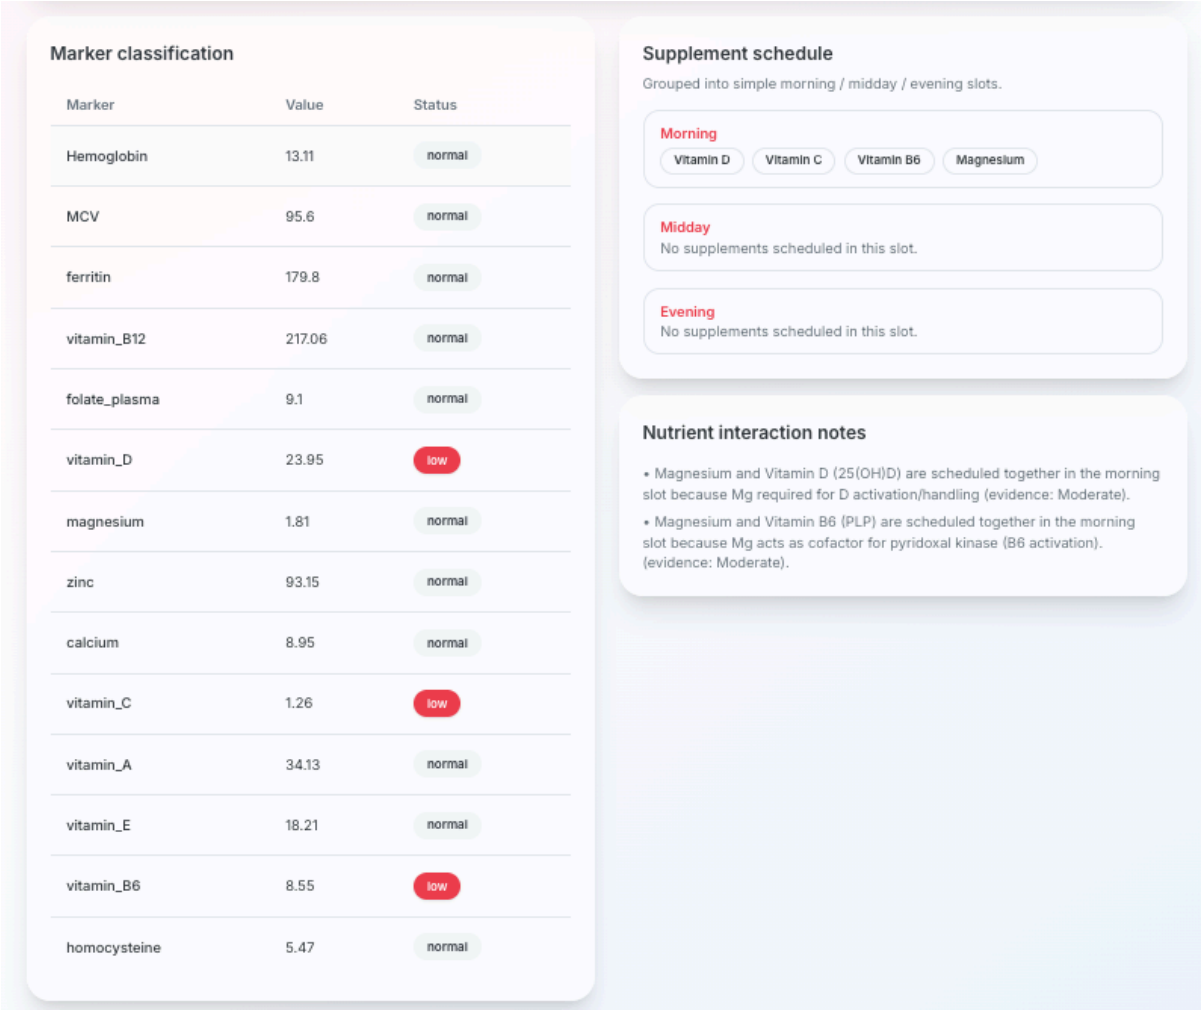 Marker classification
Marker Value Status
Hemoglobin 13.11 normal
MCV 95.6 normal
ferritin 179.8 normal
vitamin_B12 217.06 normal
folate_plasma 9.1 normal
vitamin_D 23.95 low
magnesium 1.81 normal
zinc 93.15 normal
calcium 8.95 normal
vitamin_C 1.26 low
vitamin_A 34.13 normal
vitamin_E 18.21 normal
vitamin_B6 8.55 low
homocysteine 5.47 normal
Supplement schedule
Grouped into simple morning / midday / evening slots.
Morning
Vitamin D Vitamin C Vitamin B6 Magnesium
Midday
No supplements scheduled in this slot.
Evening
No supplements scheduled in this slot.
Nutrient interaction notes
• Magnesium and Vitamin D (25(OH)D) are scheduled together in the morning
slot because Mg required for D activation/handling (evidence: Moderate).
• Magnesium and Vitamin B6 (PLP) are scheduled together in the morning
slot because Mg acts as cofactor for pyridoxal kinase (B6 activation).
(evidence: Moderate).